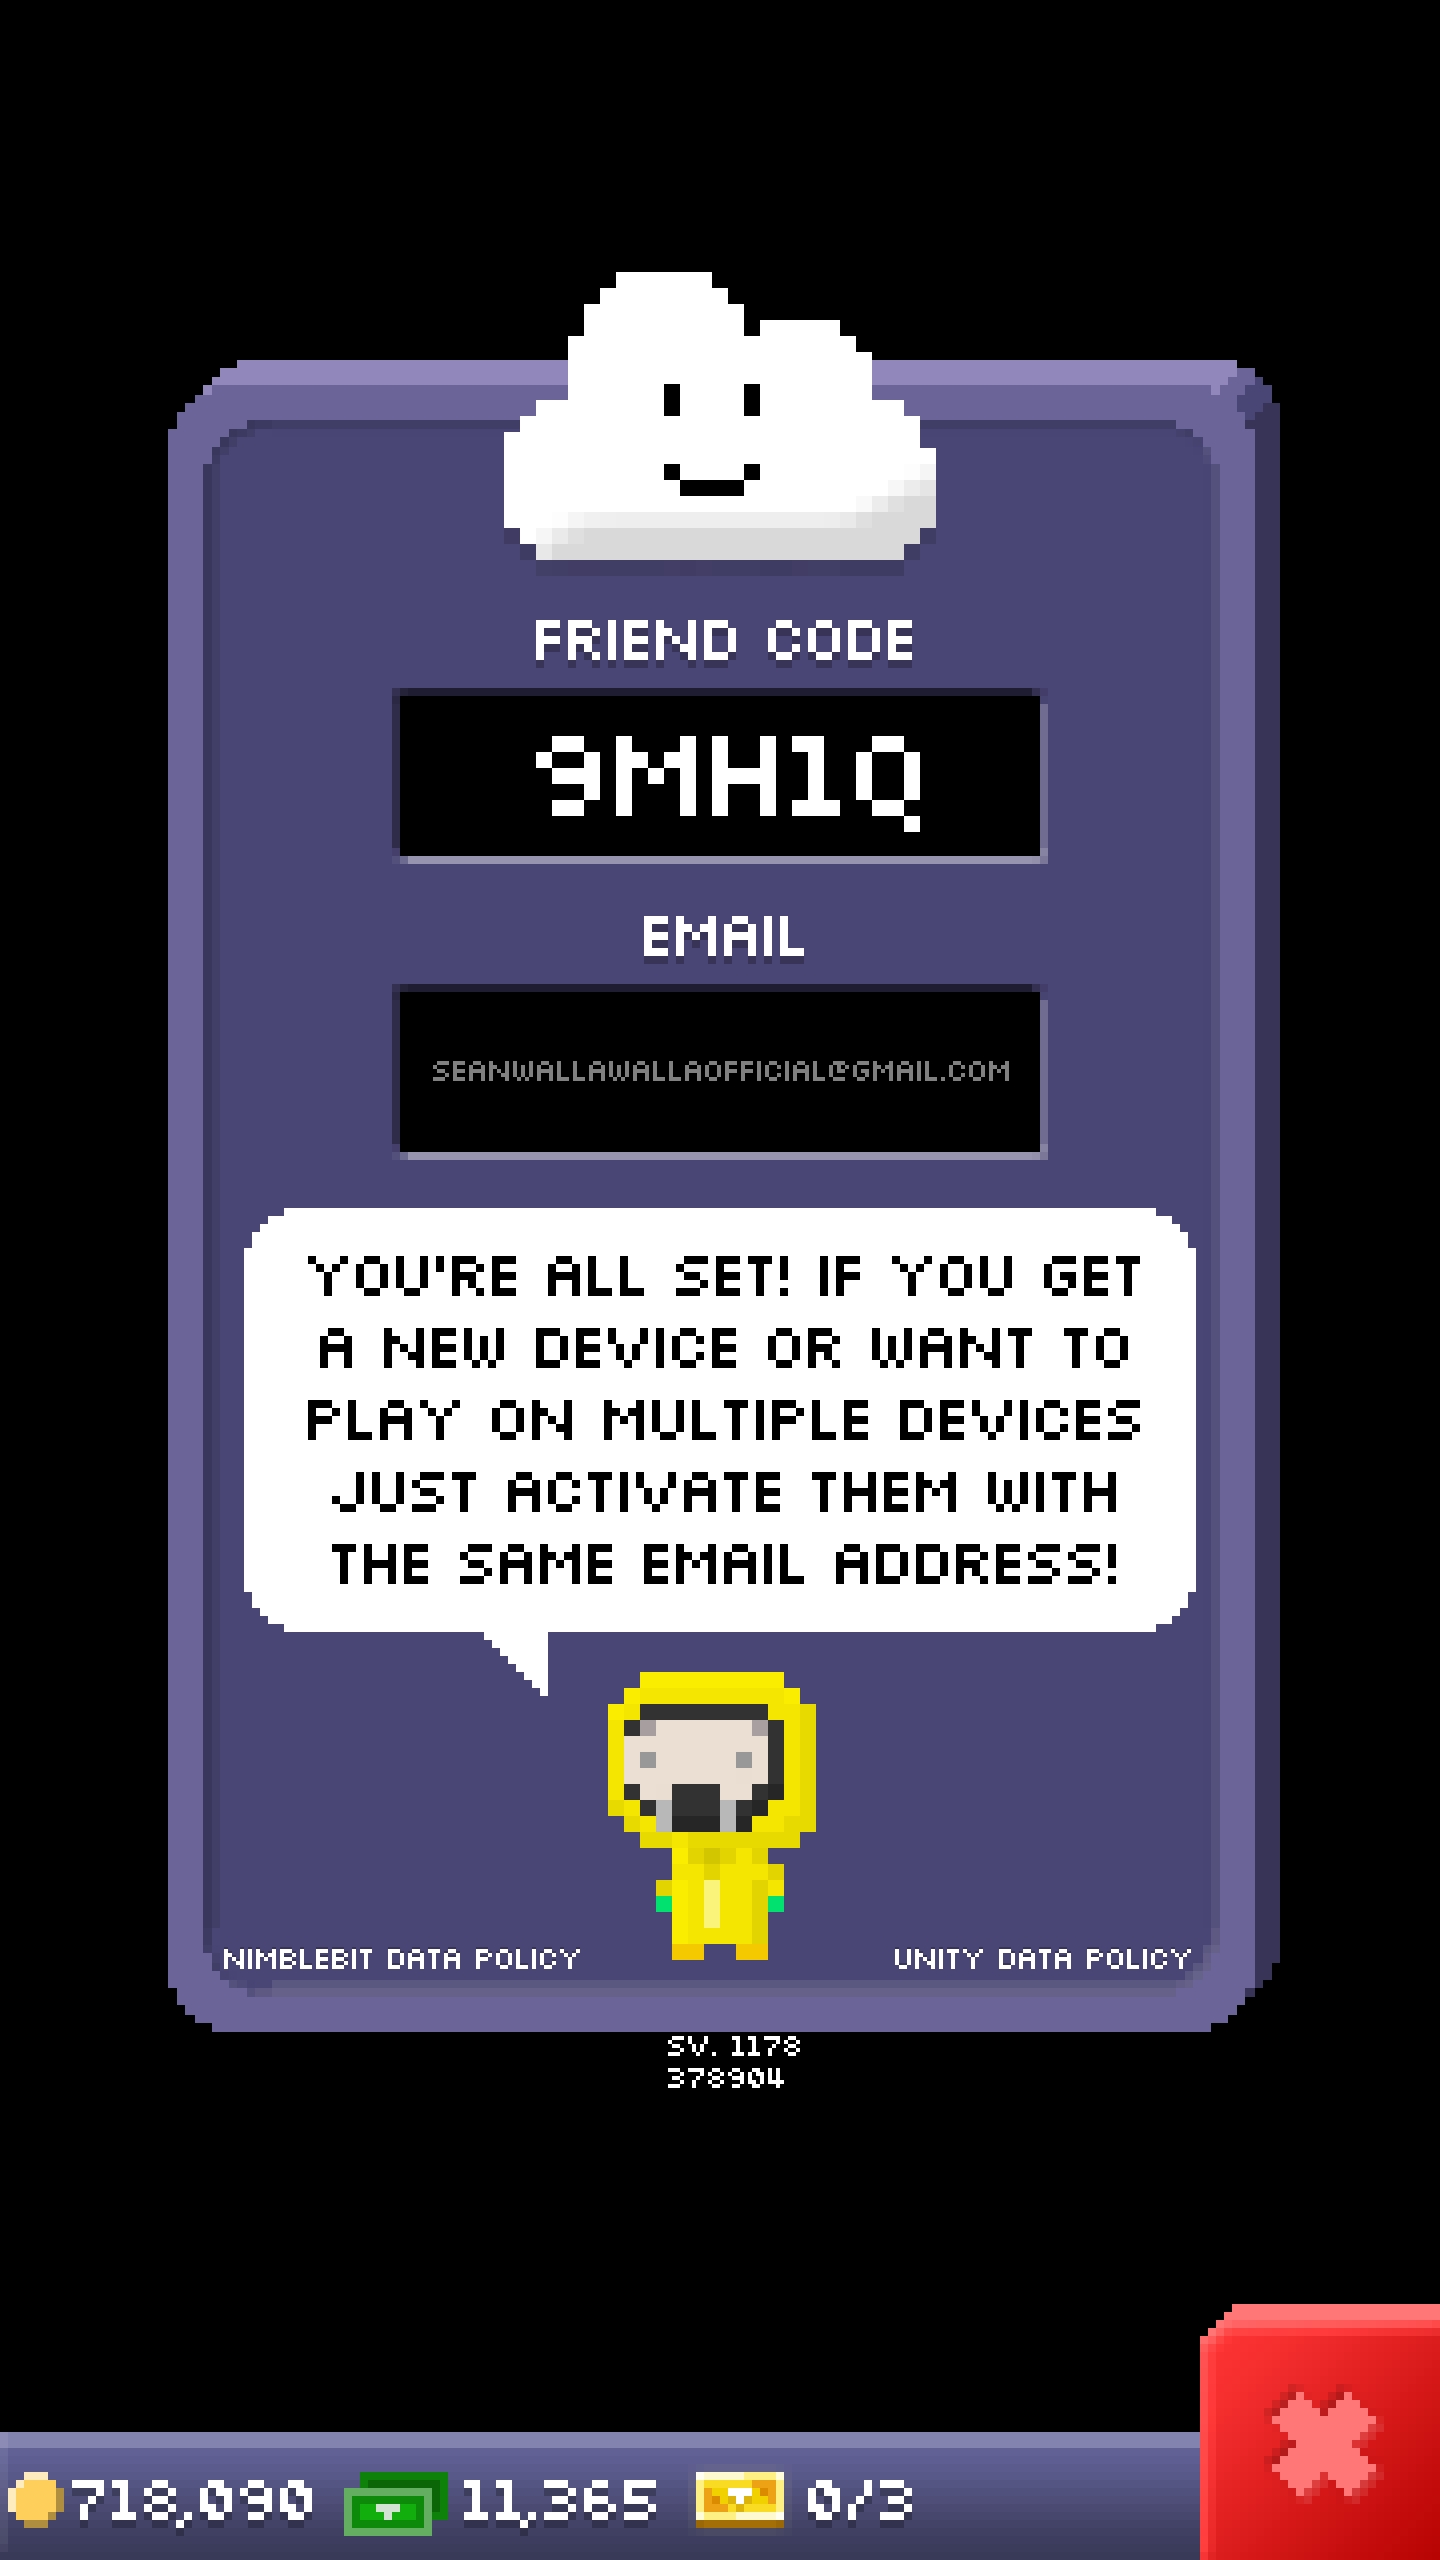 FRIEND CODE
9MH1Q
EMAIL
SEANWALLAWALLAOFFICIAL@GMAIL.COM
YOU'RE ALL SET! IF YOU GET
A NEW DEVICE OR WANT TO
PLAY ON MULTIPLE DEVICES
JUST ACTIVATE THEM WITH
THE SAME EMAIL ADDRESS!
NIMBLEBIT DATA POLICY
UNITY DATA POLICY
SV. 1178
378904
718,090 11,365 0/3